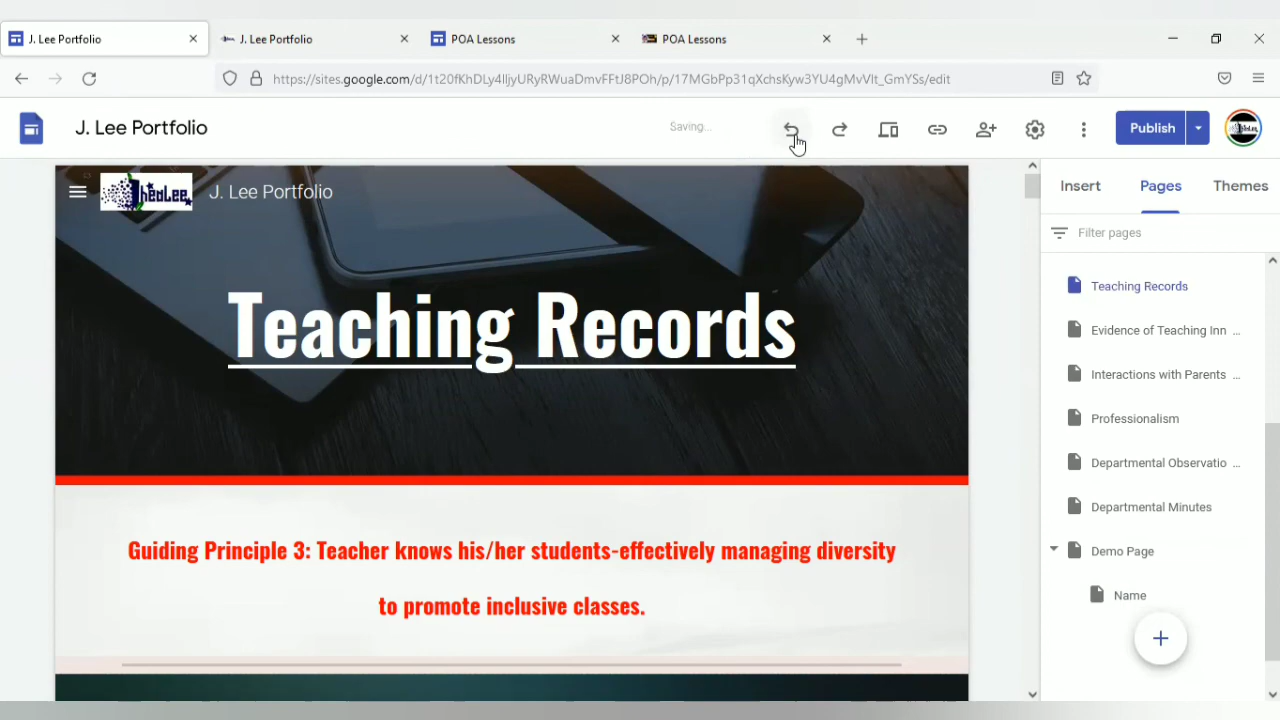 J. Lee Portfolio
J. Lee Portfolio
POA Lessons
POA Lessons
https://sites.google.com/d/1t20fKhDLy4lljyURyRWuaDmvFFtJ8POh/p/17MGbPp31qXchsKyw3YU4gMvVlt_GmYSs/edit
J. Lee Portfolio
Saving...
Publish
TheoLee
J. Lee Portfolio
Teaching Records
Guiding Principle 3: Teacher knows his/her students-effectively managing diversity
to promote inclusive classes.
Insert
Pages
Themes
Filter pages
Teaching Records
Evidence of Teaching Inn ...
Interactions with Parents ...
Professionalism
Departmental Observatio ...
Departmental Minutes
Demo Page
Name